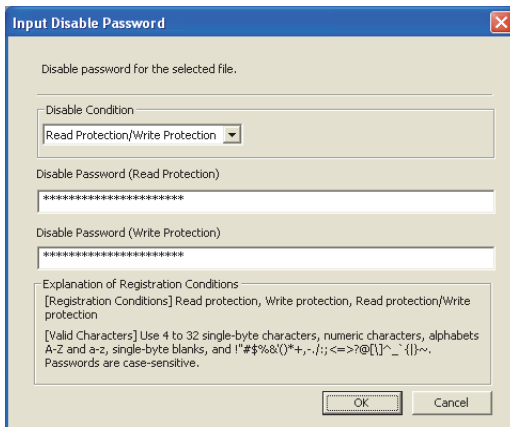 Input Disable Password
Disable password for the selected file.
Disable Condition
Read Protection/Write Protection
Disable Password (Read Protection)
**********************
Disable Password (Write Protection)
**********************
Explanation of Registration Conditions
[Registration Conditions] Read protection, Write protection, Read protection/Write
protection
[Valid Characters] Use 4 to 32 single-byte characters, numeric characters, alphabets
A-Z and a-z, single-byte blanks, and !"#$%&'()*+,-./:;<=>?@[\]^_`{|}~.
Passwords are case-sensitive.
OK
Cancel